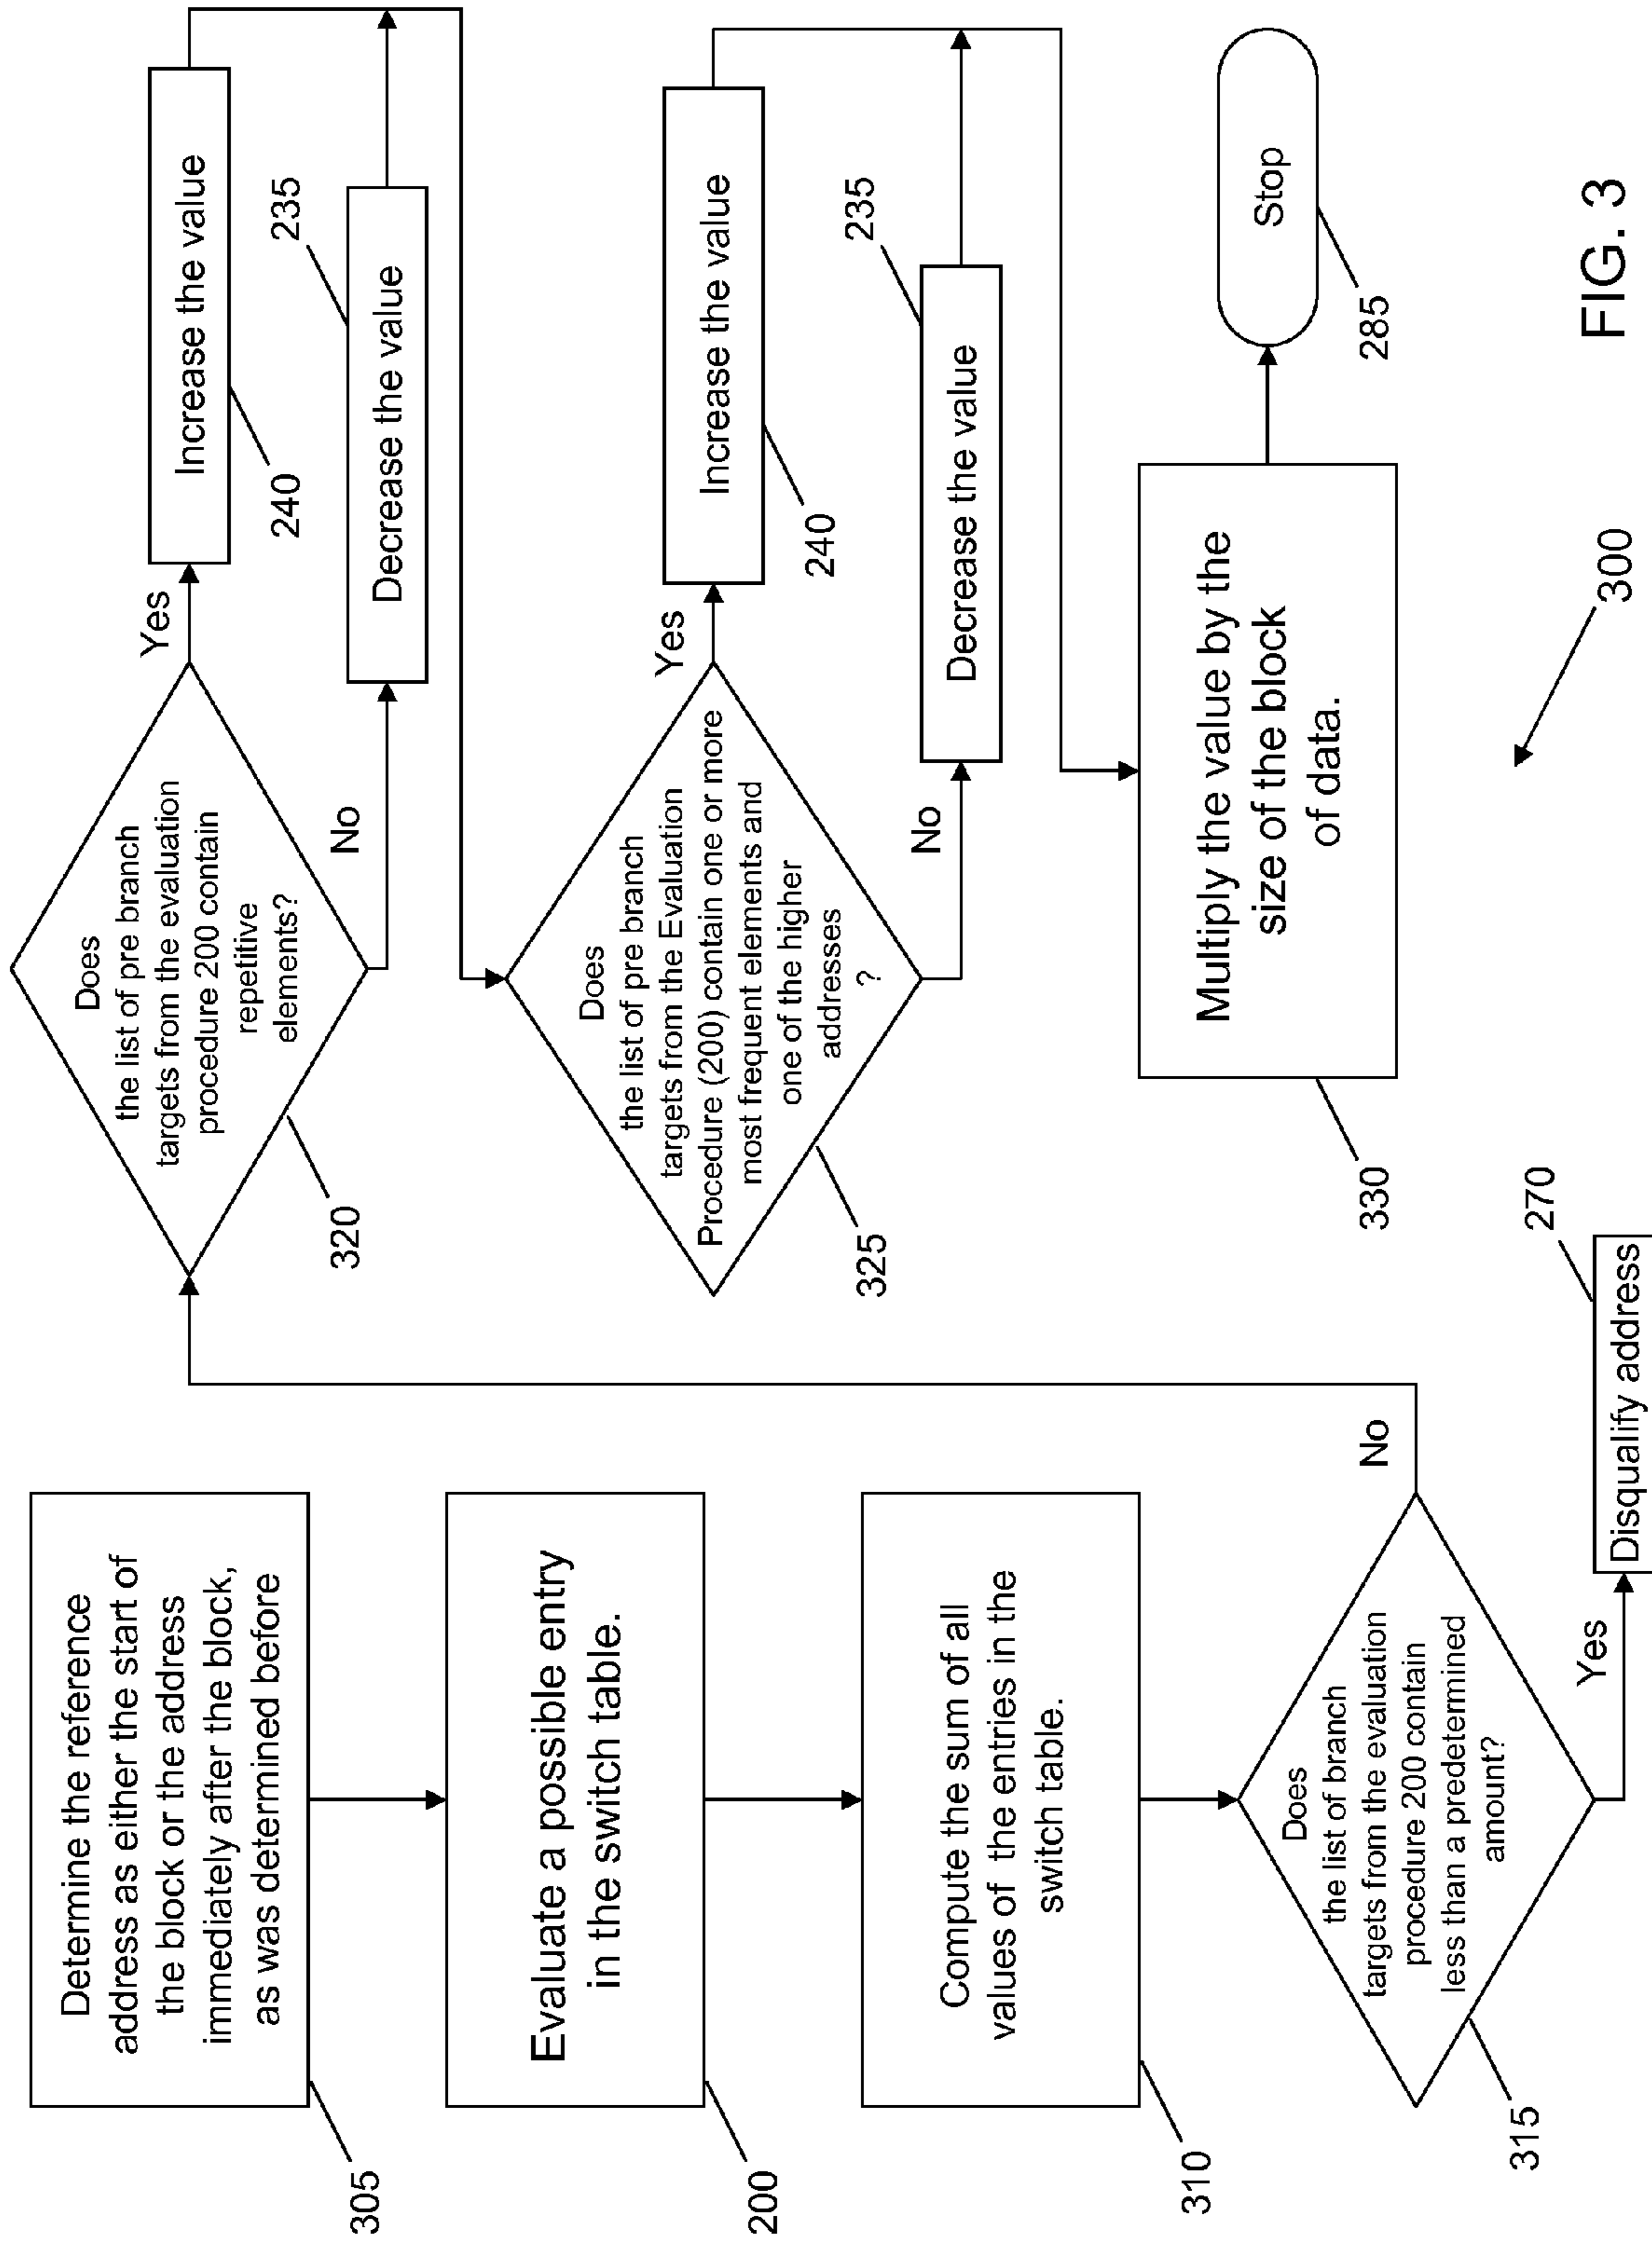 Determine the reference
address as either the start of
the block or the address
immediately after the block,
as was determined before
305
Evaluate a possible entry
in the switch table.
200
Compute the sum of all
values of the entries in the
switch table.
310
Does
the list of branch
targets from the evaluation
procedure 200 contain
less than a predetermined
amount?
315
No
Yes
Disqualify address
270
Does
the list of pre branch
targets from the evaluation
procedure 200 contain
repetitive
elements?
320
Yes
No
Increase the value
240
Decrease the value
235
Does
the list of pre branch
targets from the Evaluation
Procedure (200) contain one or more
most frequent elements and
one of the higher
addresses
?
325
Yes
No
Increase the value
240
Decrease the value
235
Multiply the value by the
size of the block
of data.
330
Stop
285
300
FIG. 3